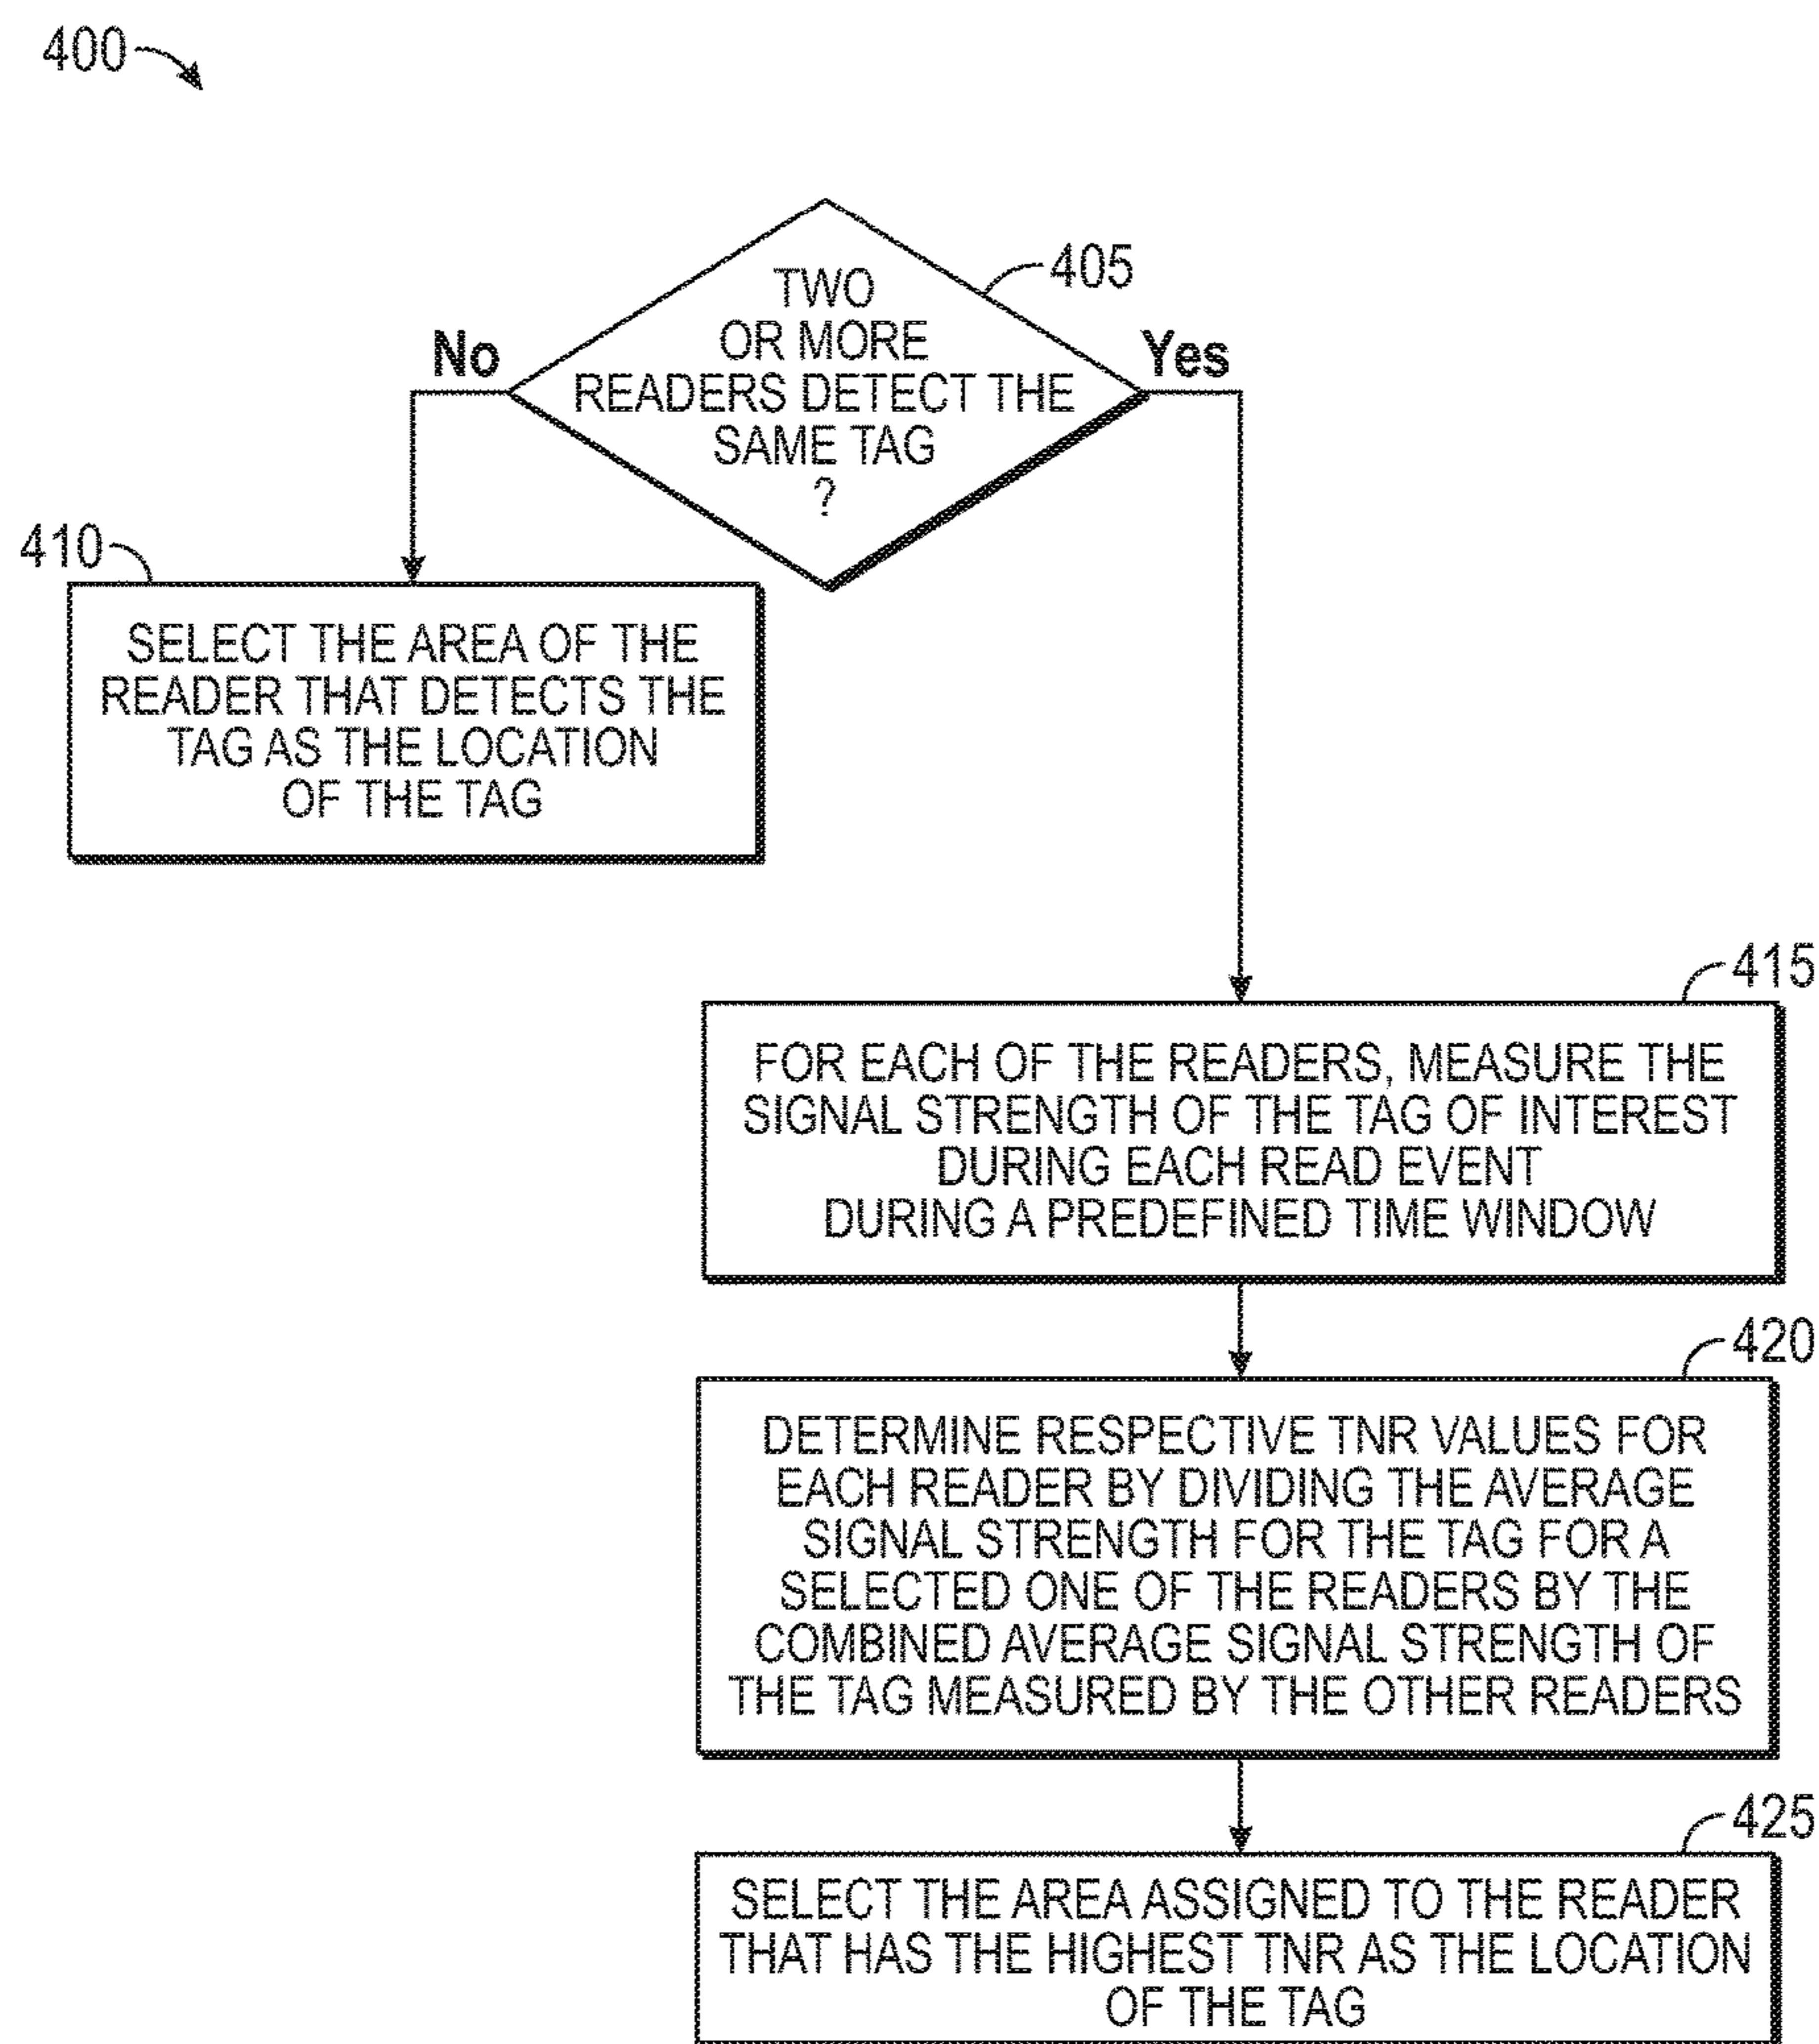 400
405
TWO
OR MORE
READERS DETECT THE
SAME TAG
?
No
Yes
410
SELECT THE AREA OF THE
READER THAT DETECTS THE
TAG AS THE LOCATION
OF THE TAG
415
FOR EACH OF THE READERS, MEASURE THE
SIGNAL STRENGTH OF THE TAG OF INTEREST
DURING EACH READ EVENT
DURING A PREDEFINED TIME WINDOW
420
DETERMINE RESPECTIVE TNR VALUES FOR
EACH READER BY DIVIDING THE AVERAGE
SIGNAL STRENGTH FOR THE TAG FOR A
SELECTED ONE OF THE READERS BY THE
COMBINED AVERAGE SIGNAL STRENGTH OF
THE TAG MEASURED BY THE OTHER READERS
425
SELECT THE AREA ASSIGNED TO THE READER
THAT HAS THE HIGHEST TNR AS THE LOCATION
OF THE TAG